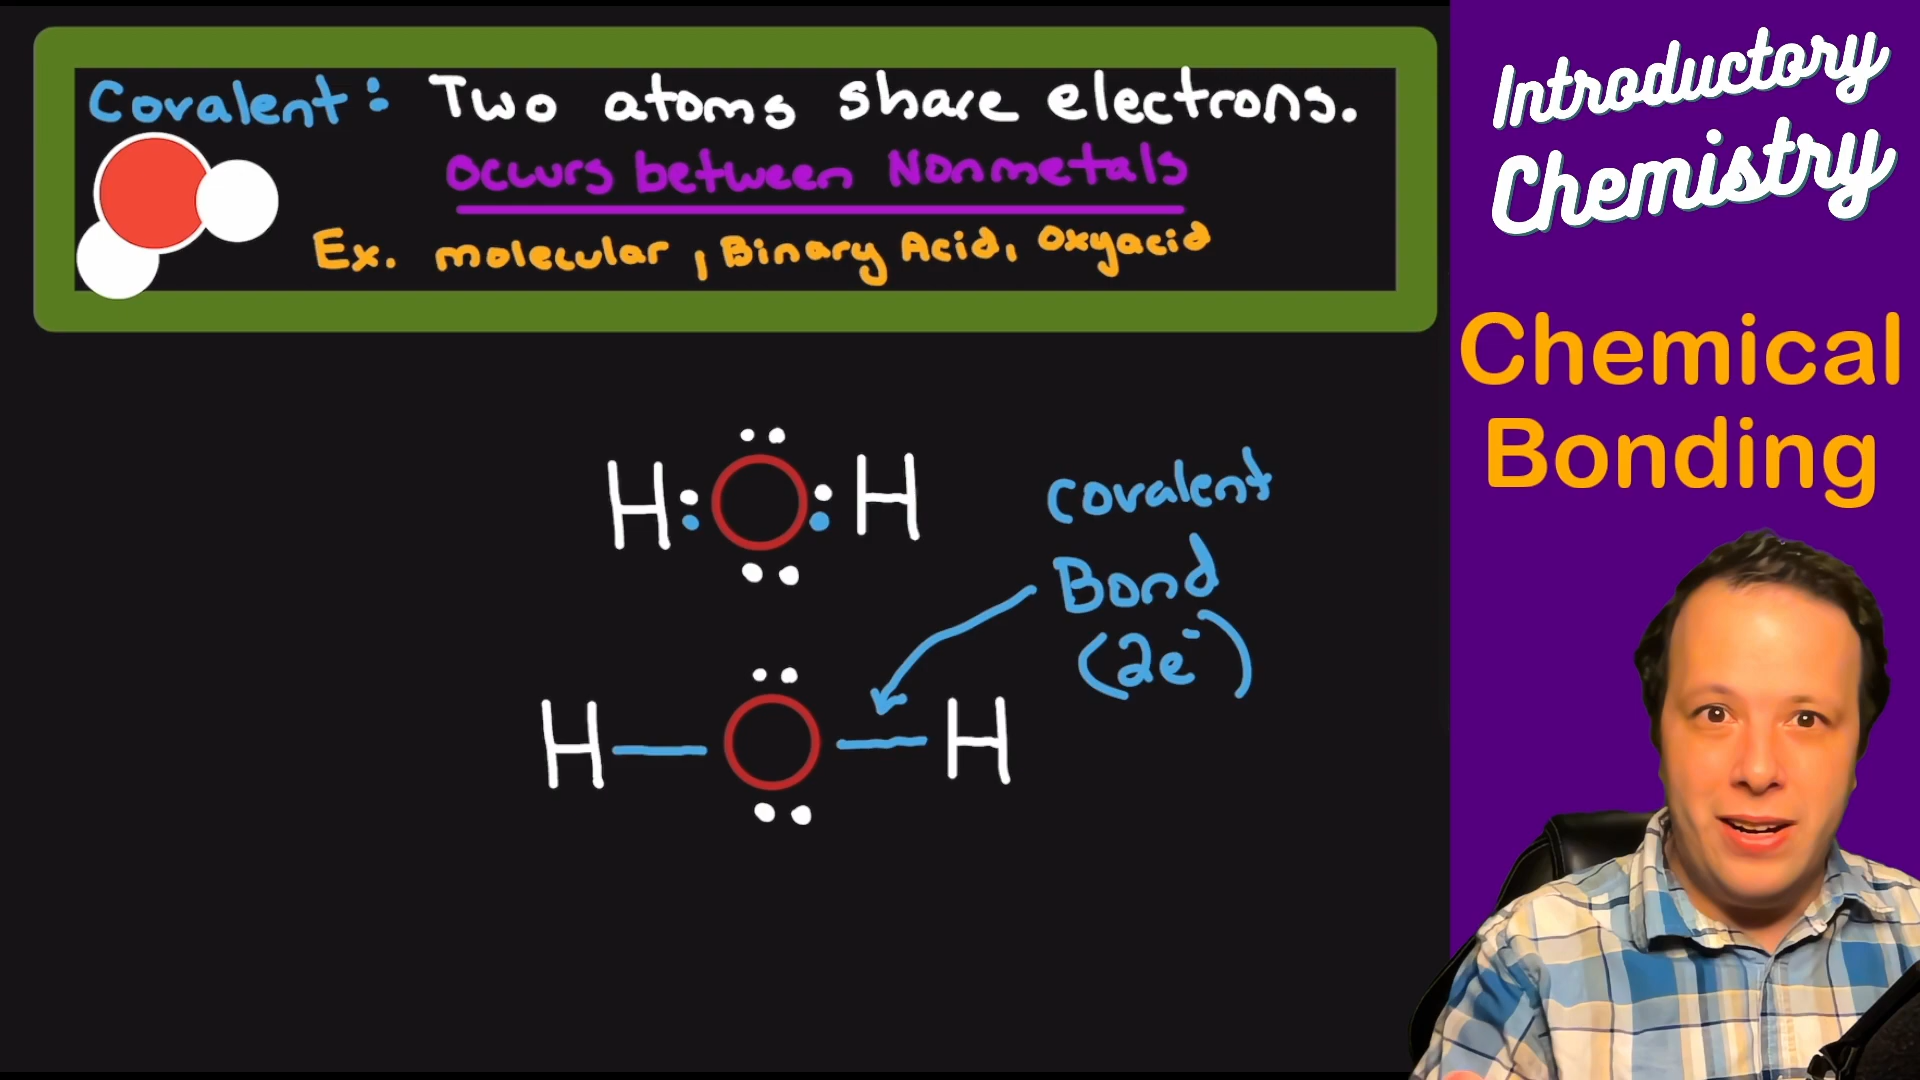 Covalent: Two atoms share electrons.
Occurs between Nonmetals
Ex. molecular, Binary Acid, Oxyacid
H:O:H
covalent
Bond
(2e⁻)
H—O—H
Introductory
Chemistry
Chemical
Bonding